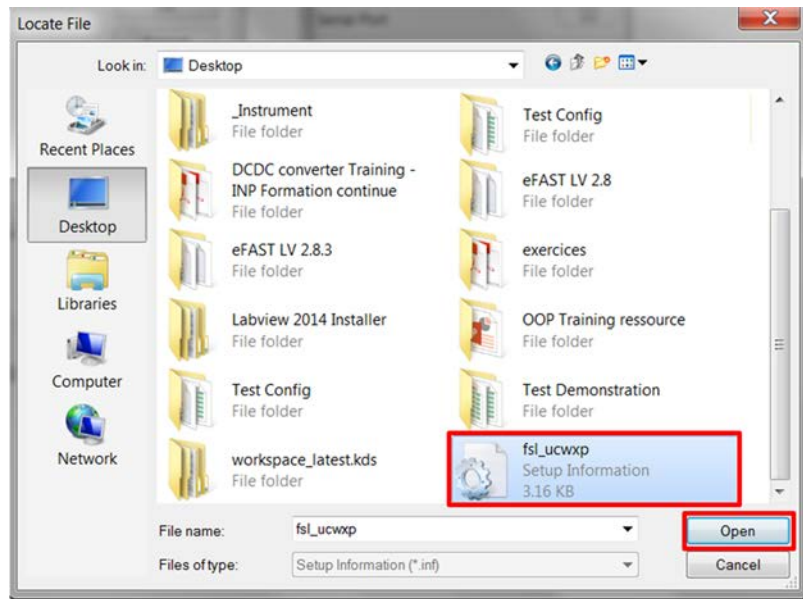 Locate File
Serial Port
Look in:
Desktop
Recent Places
Desktop
Libraries
Computer
Network
_Instrument
File folder
Test Config
File folder
DCDC converter Training -
INP Formation continue
File folder
eFAST LV 2.8
File folder
eFAST LV 2.8.3
File folder
exercices
File folder
Labview 2014 Installer
File folder
OOP Training ressource
File folder
Test Config
File folder
Test Demonstration
File folder
workspace_latest.kds
File folder
fsl_ucwxp
Setup Information
3.16 KB
File name:
fsl_ucwxp
Open
Files of type:
Setup Information (*.inf)
Cancel